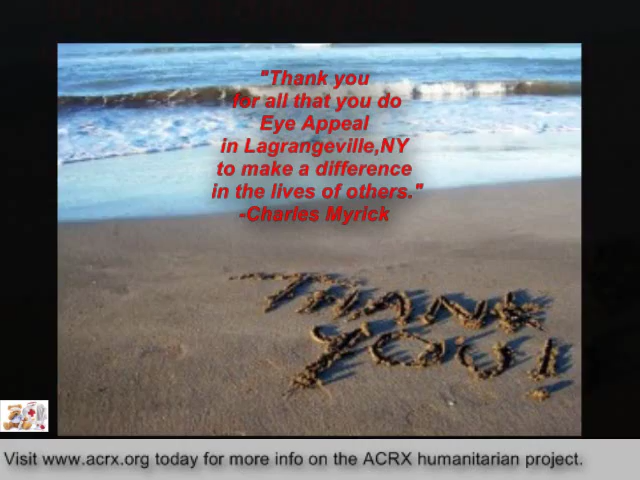 "Thank you
for all that you do
Eye Appeal
in Lagrangeville,NY
to make a difference
in the lives of others."
-Charles Myrick
THANK
YOU!
Visit www.acrx.org today for more info on the ACRX humanitarian project.